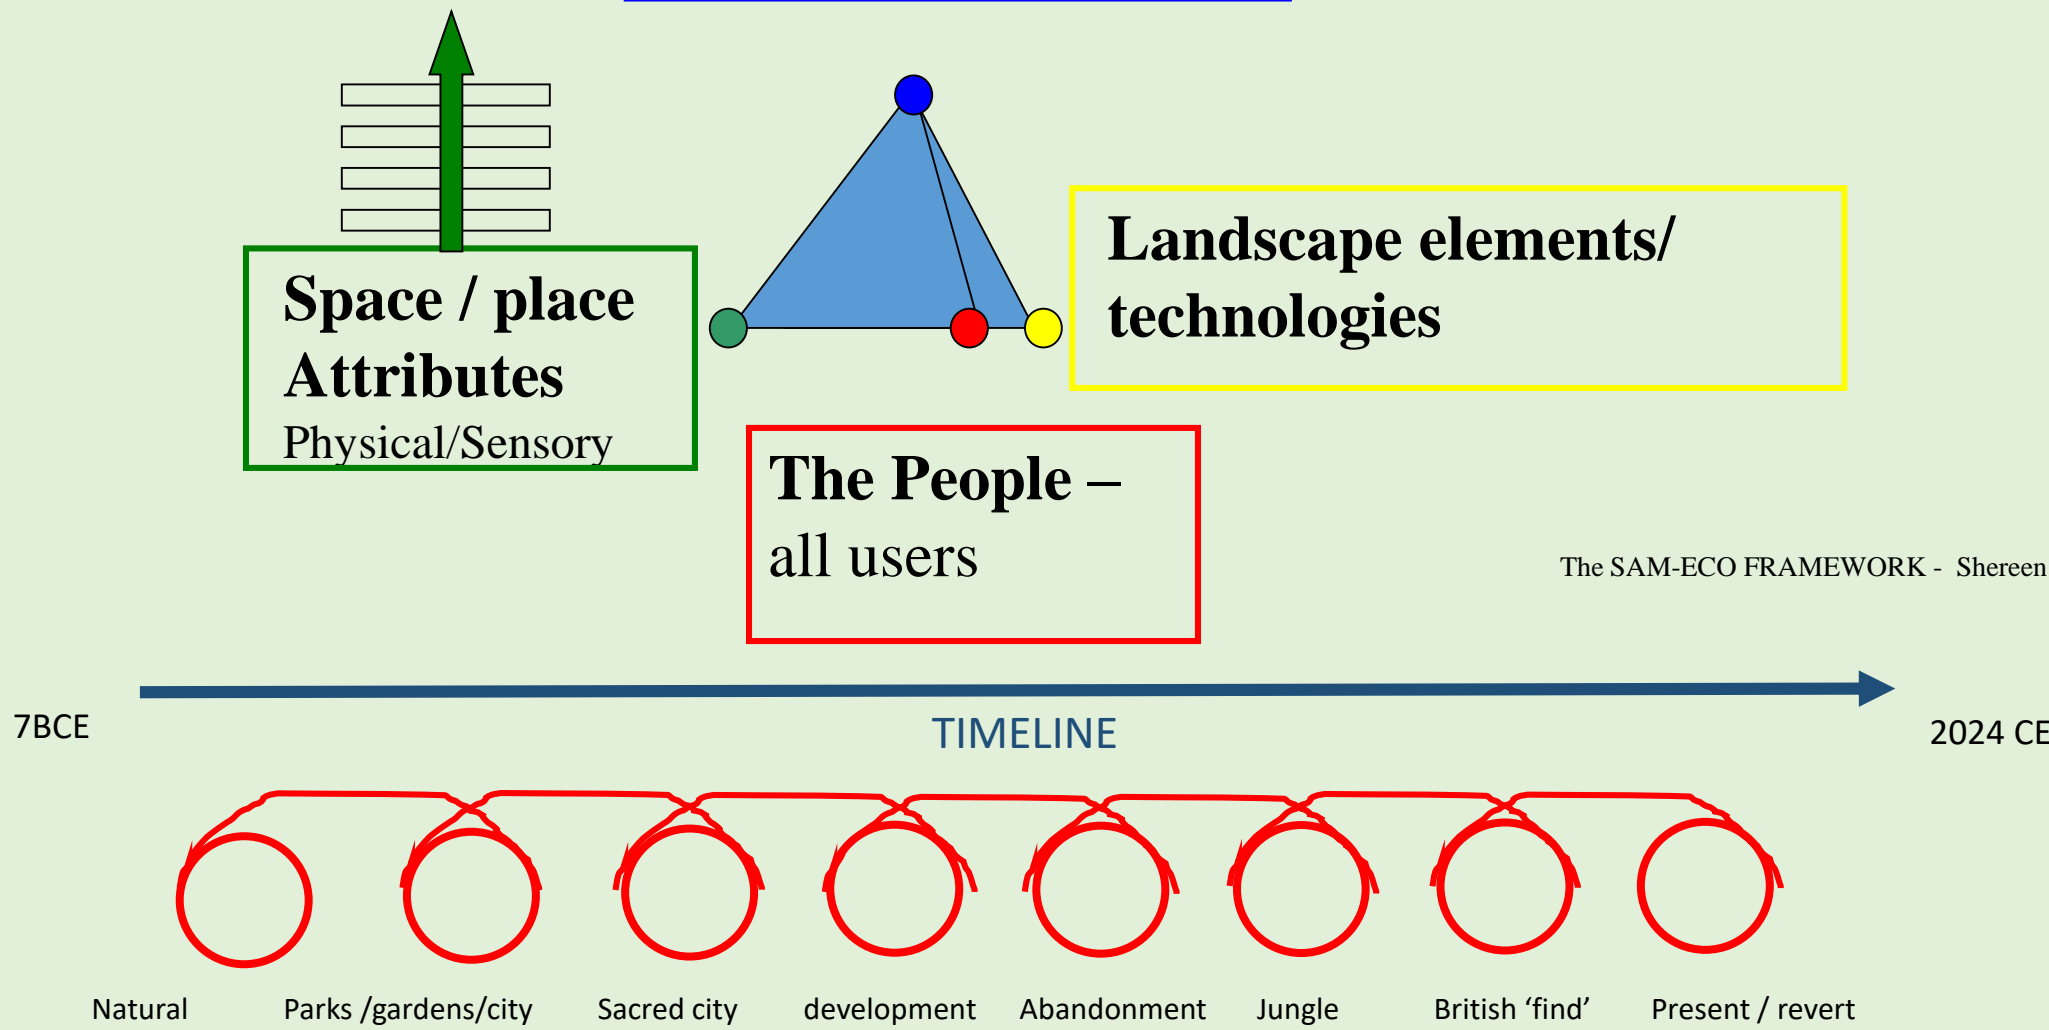 Space / place
Attributes
Physical/Sensory
Landscape elements/
technologies
The People –
all users
The SAM-ECO FRAMEWORK - Shereen
7BCE
TIMELINE
2024 CE
Natural
Parks /gardens/city
Sacred city
development
Abandonment
Jungle
British ‘find’
Present / revert